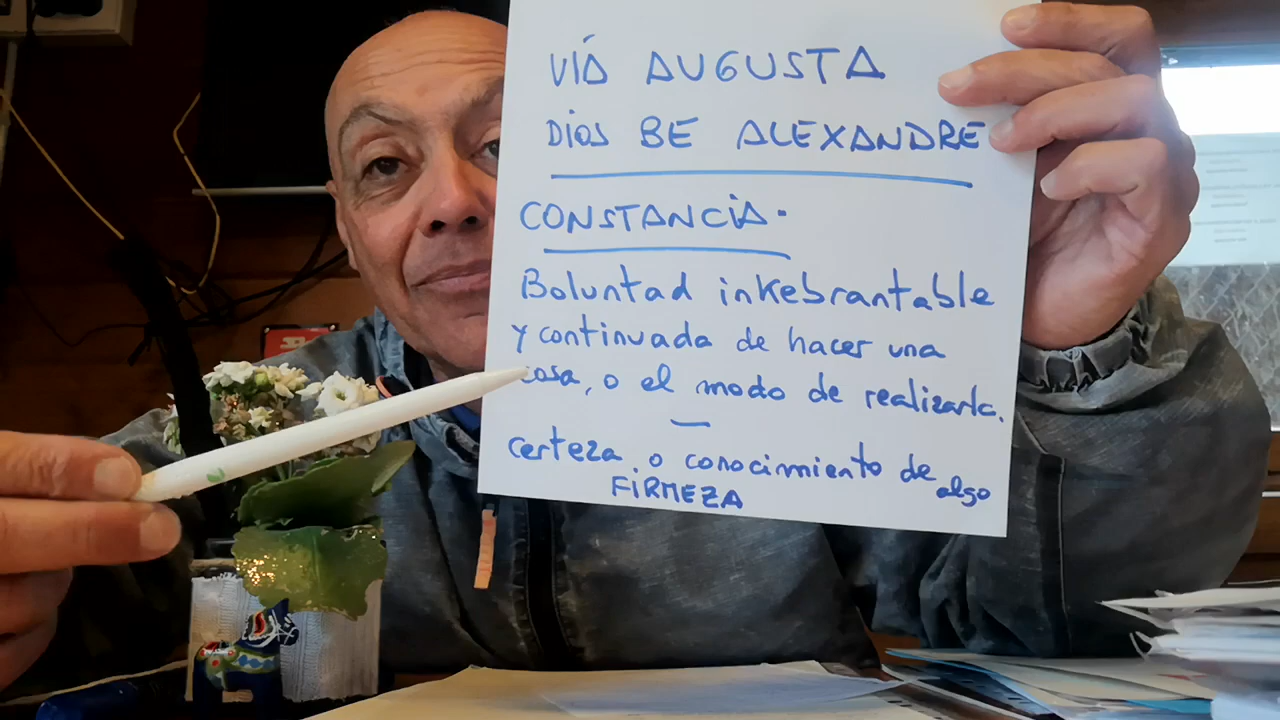 VÍA AUGUSTA
Dios BE ALEXANDRE
CONSTANCiA.
Boluntad inkebrantable
y continuada de hacer una
cosa, o el modo de realizarla.
certeza o conocimiento de algo
FiRMEZA